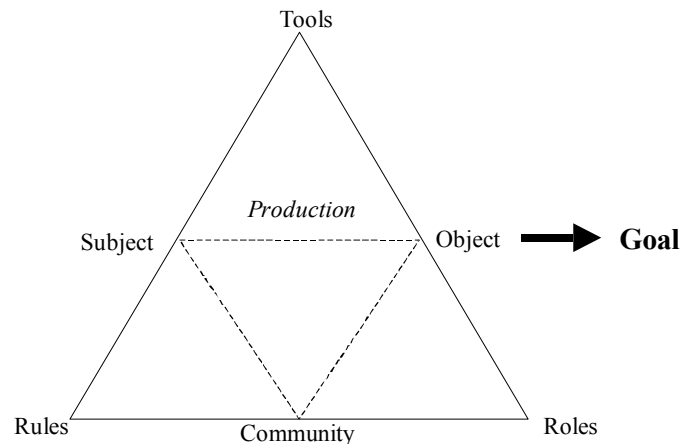 Tools
Production
Subject
Object
Goal
Rules
Community
Roles